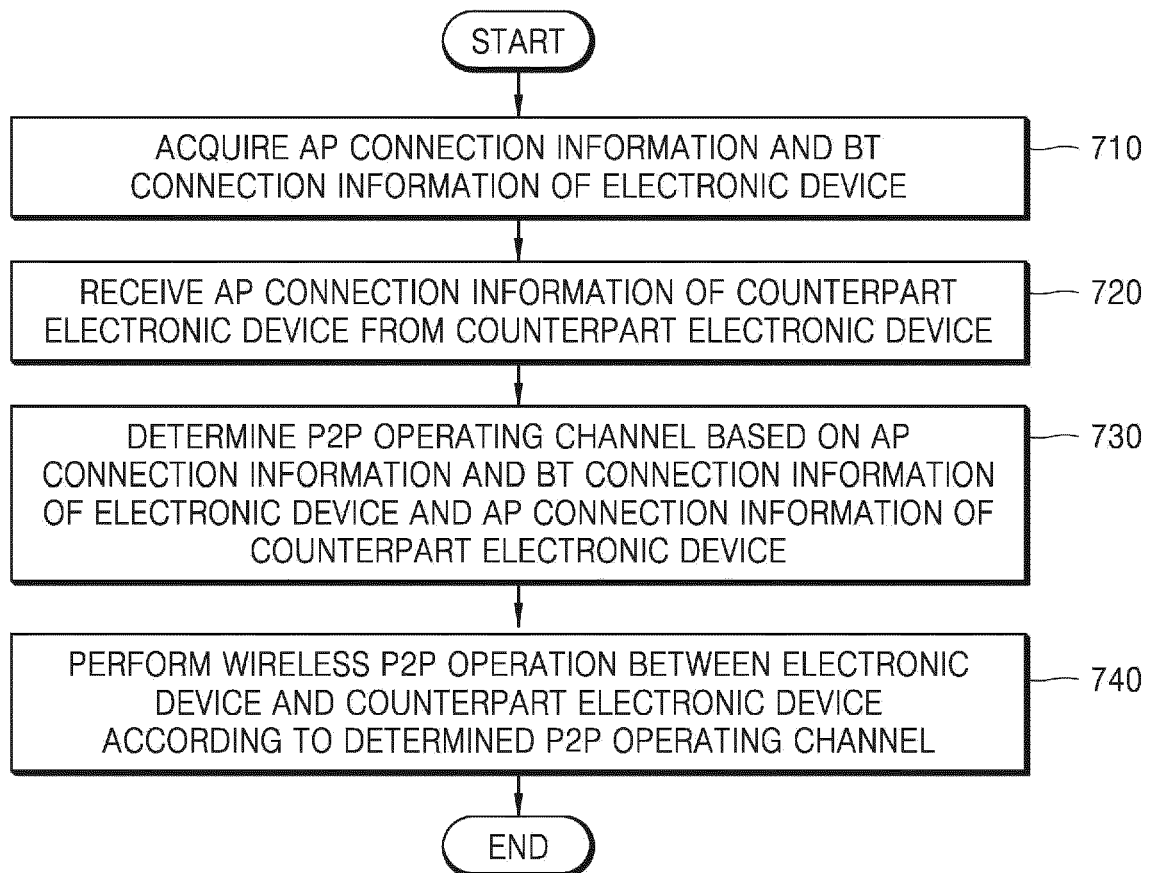 START
ACQUIRE AP CONNECTION INFORMATION AND BT
CONNECTION INFORMATION OF ELECTRONIC DEVICE
710
RECEIVE AP CONNECTION INFORMATION OF COUNTERPART
ELECTRONIC DEVICE FROM COUNTERPART ELECTRONIC DEVICE
720
DETERMINE P2P OPERATING CHANNEL BASED ON AP
CONNECTION INFORMATION AND BT CONNECTION INFORMATION
OF ELECTRONIC DEVICE AND AP CONNECTION INFORMATION OF
COUNTERPART ELECTRONIC DEVICE
730
PERFORM WIRELESS P2P OPERATION BETWEEN ELECTRONIC
DEVICE AND COUNTERPART ELECTRONIC DEVICE
ACCORDING TO DETERMINED P2P OPERATING CHANNEL
740
END